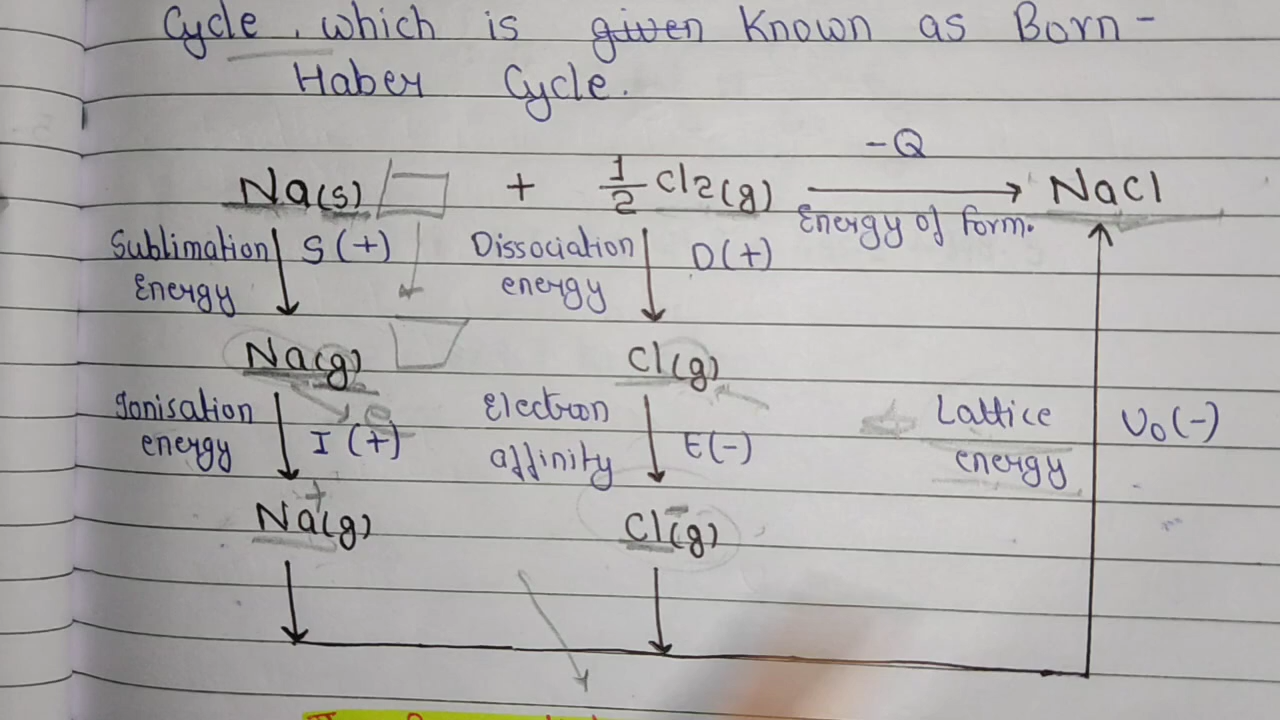 Cycle, which is given known as Born-
Haber Cycle.
-Q
Na(s) + 1/2 Cl2(g) → NaCl
Energy of form.
Sublimation S(+) Dissociation D(+)
Energy energy
Na(g) Cl(g)
Ionisation Electron Lattice U0(-)
energy I(+) affinity E(-) energy
Na+(g) Cl-(g)